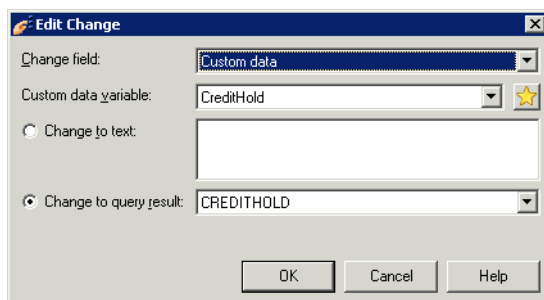 Edit Change
Change field: Custom data
Custom data variable: CreditHold
Change to text:
Change to query result: CREDITHOLD
OK Cancel Help